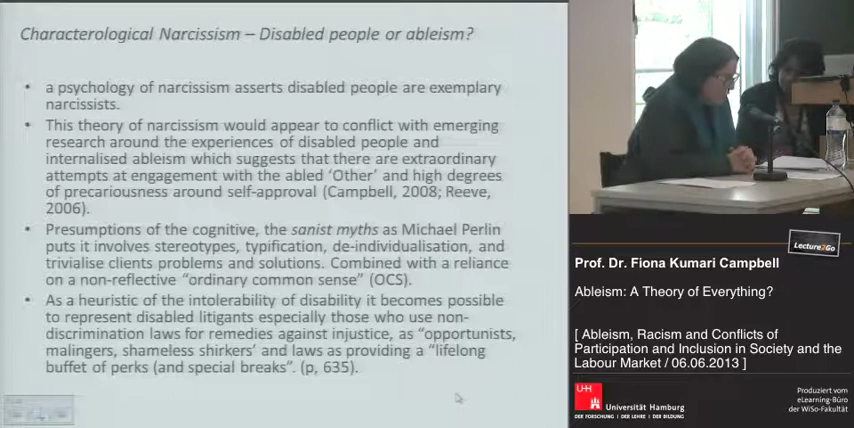 Characterological Narcissism – Disabled people or ableism?
• a psychology of narcissism asserts disabled people are exemplary
narcissists.
• This theory of narcissism would appear to conflict with emerging
research around the experiences of disabled people and
internalised ableism which suggests that there are extraordinary
attempts at engagement with the abled ‘Other’ and high degrees
of precariousness around self-approval (Campbell, 2008; Reeve,
2006).
• Presumptions of the cognitive, the sanist myths as Michael Perlin
puts it involves stereotypes, typification, de-individualisation, and
trivialise clients problems and solutions. Combined with a reliance
on a non-reflective “ordinary common sense” (OCS).
• As a heuristic of the intolerability of disability it becomes possible
to represent disabled litigants especially those who use non-
discrimination laws for remedies against injustice, as “opportunists,
malingers, shameless shirkers’ and laws as providing a “lifelong
buffet of perks (and special breaks”. (p, 635).
Lecture2Go
Prof. Dr. Fiona Kumari Campbell
Ableism: A Theory of Everything?
[ Ableism, Racism and Conflicts of
Participation and Inclusion in Society and the
Labour Market / 06.06.2013 ]
UH
Universität Hamburg
DER FORSCHUNG | DER LEHRE | DER BILDUNG
Produziert vom
eLearning-Büro
der WiSo-Fakultät